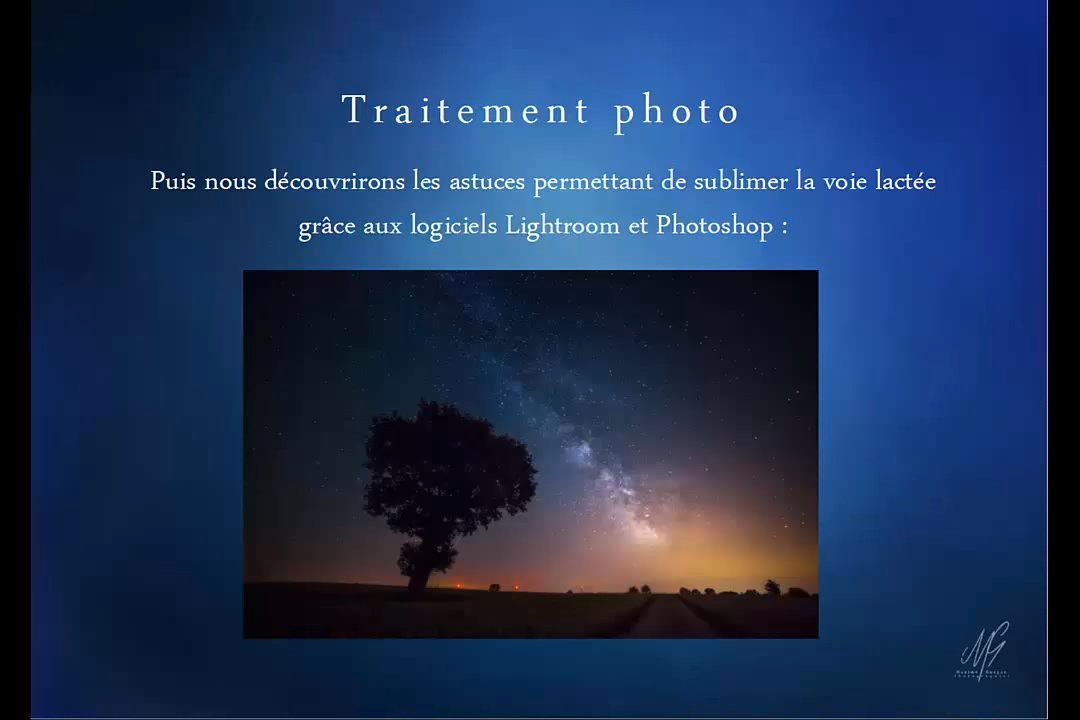 Traitement photo
Puis nous découvrirons les astuces permettant de sublimer la voie lactée
grâce aux logiciels Lightroom et Photoshop :
MG